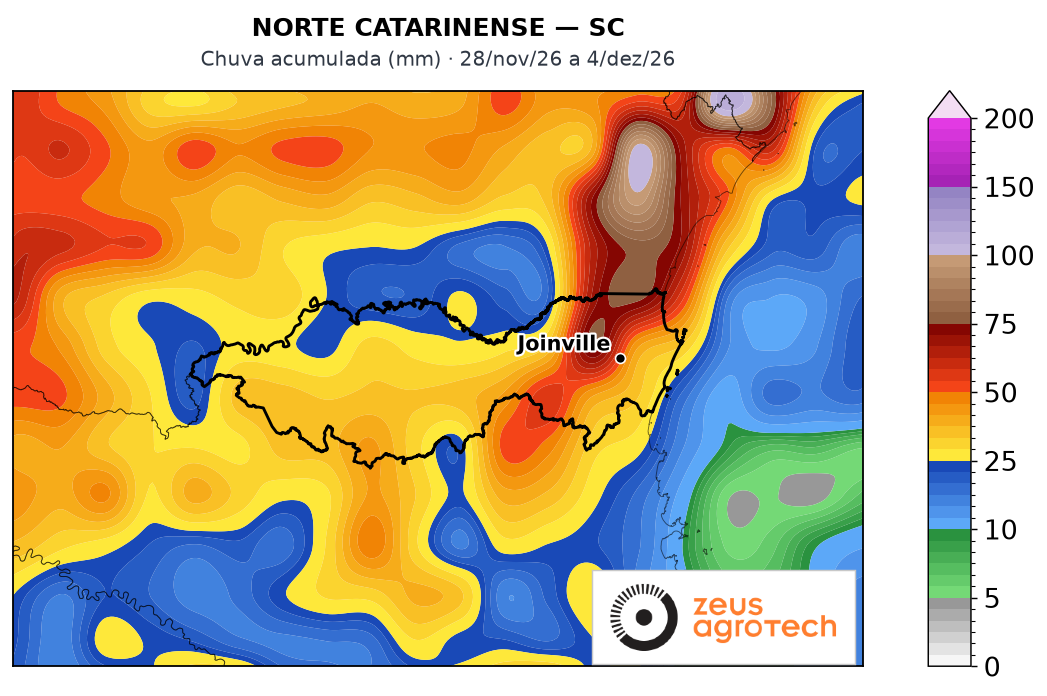 NORTE CATARINENSE — SC
Chuva acumulada (mm) · 28/nov/26 a 4/dez/26
Joinville
200
150
100
75
50
25
10
5
0
zeus
agrotech